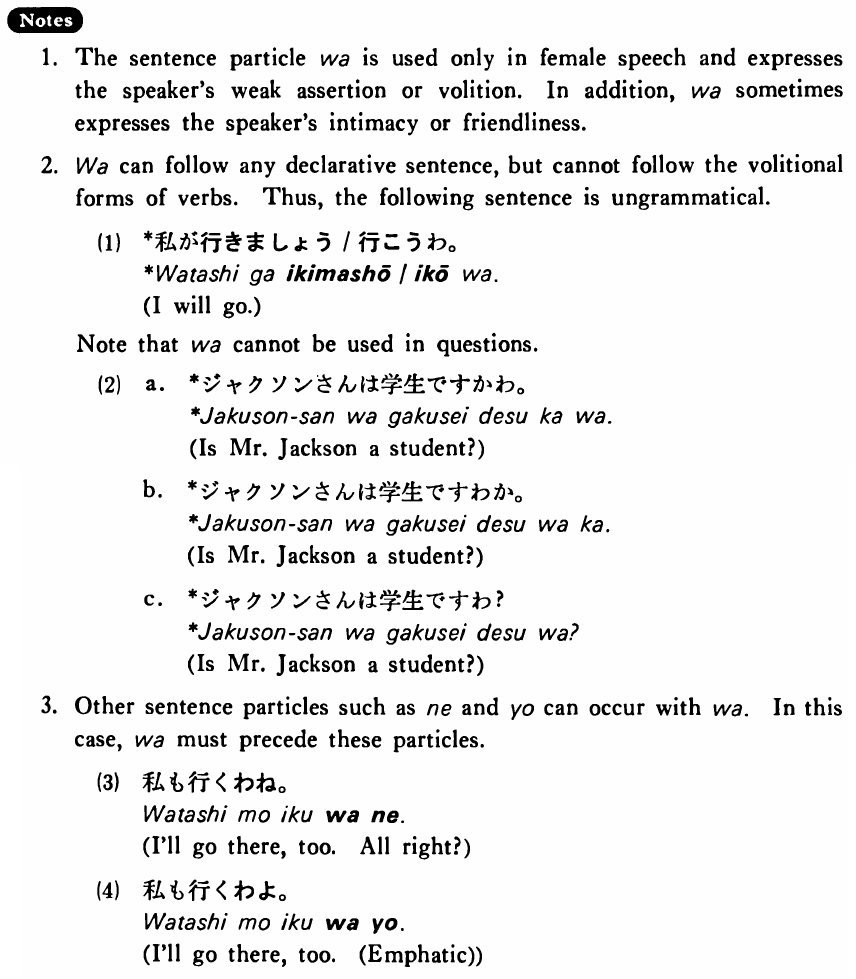 Notes
1. The sentence particle wa is used only in female speech and expresses
the speaker's weak assertion or volition. In addition, wa sometimes
expresses the speaker's intimacy or friendliness.
2. Wa can follow any declarative sentence, but cannot follow the volitional
forms of verbs. Thus, the following sentence is ungrammatical.
(1) *私が行きましょう / 行こうわ。
*Watashi ga ikimashō / ikō wa.
(I will go.)
Note that wa cannot be used in questions.
(2) a. *ジャクソンさんは学生ですかわ。
*Jakuson-san wa gakusei desu ka wa.
(Is Mr. Jackson a student?)
b. *ジャクソンさんは学生ですわか。
*Jakuson-san wa gakusei desu wa ka.
(Is Mr. Jackson a student?)
c. *ジャクソンさんは学生ですわ?
*Jakuson-san wa gakusei desu wa?
(Is Mr. Jackson a student?)
3. Other sentence particles such as ne and yo can occur with wa. In this
case, wa must precede these particles.
(3) 私も行くわね。
Watashi mo iku wa ne.
(I'll go there, too. All right?)
(4) 私も行くわよ。
Watashi mo iku wa yo.
(I'll go there, too. (Emphatic))